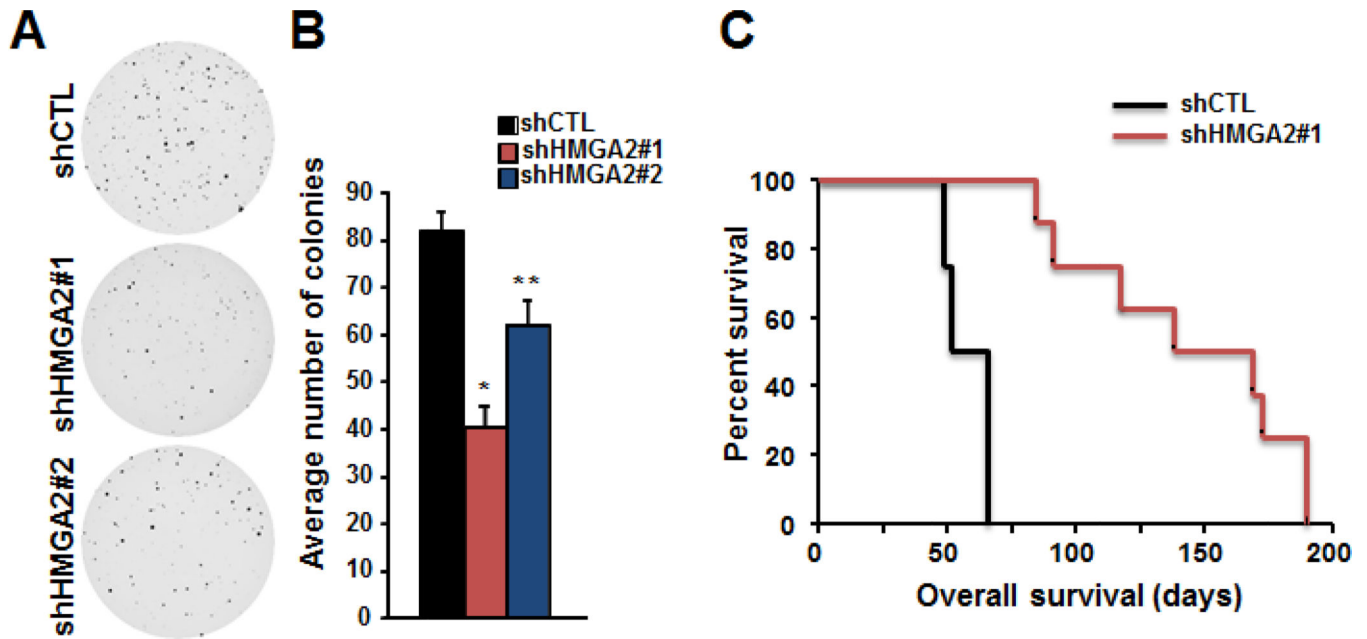 A
shCTL
shHMGA2#1
shHMGA2#2
B
shCTL
shHMGA2#1
shHMGA2#2
Average number of colonies
90
80
70
60
50
40
30
20
10
0
*
**
C
shCTL
shHMGA2#1
Percent survival
100
80
60
40
20
0
0 50 100 150 200
Overall survival (days)